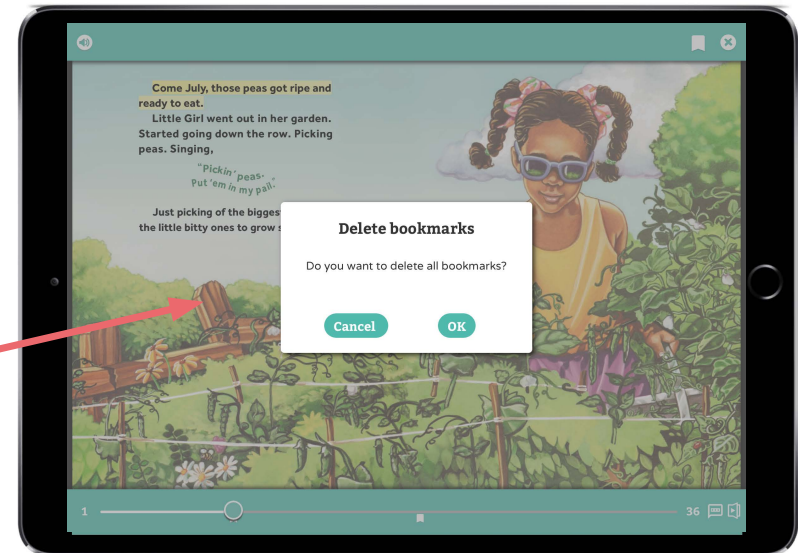 Come July, those peas got ripe and
ready to eat.
Little Girl went out in her garden.
Started going down the row. Picking
peas. Singing,
"Pickin' peas.
Put 'em in my pail."
Just picking of the biggest
the little bitty ones to grow
Delete bookmarks
Do you want to delete all bookmarks?
Cancel
OK
1
36